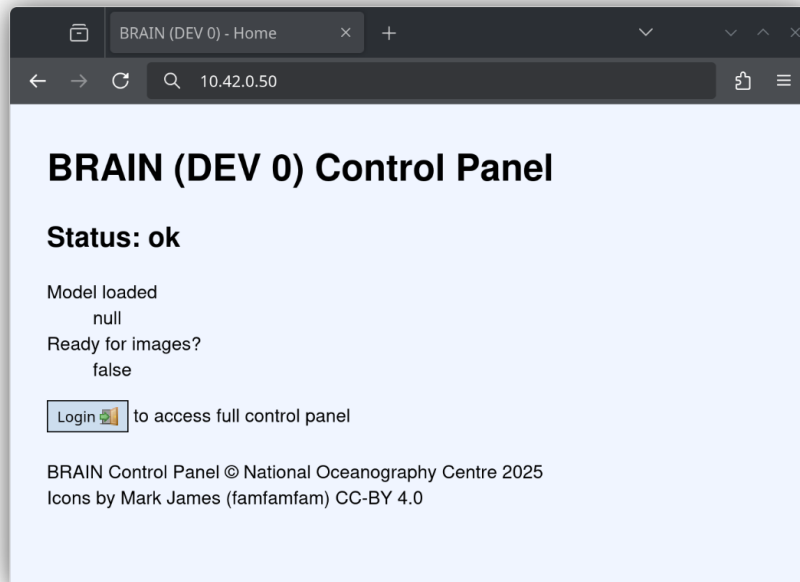 BRAIN (DEV 0) - Home
10.42.0.50
BRAIN (DEV 0) Control Panel
Status: ok
Model loaded
null
Ready for images?
false
Login to access full control panel
BRAIN Control Panel © National Oceanography Centre 2025
Icons by Mark James (famfamfam) CC-BY 4.0